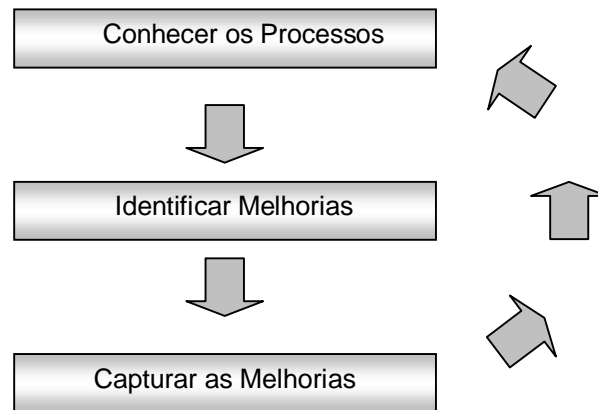 Conhecer os Processos
Identificar Melhorias
Capturar as Melhorias